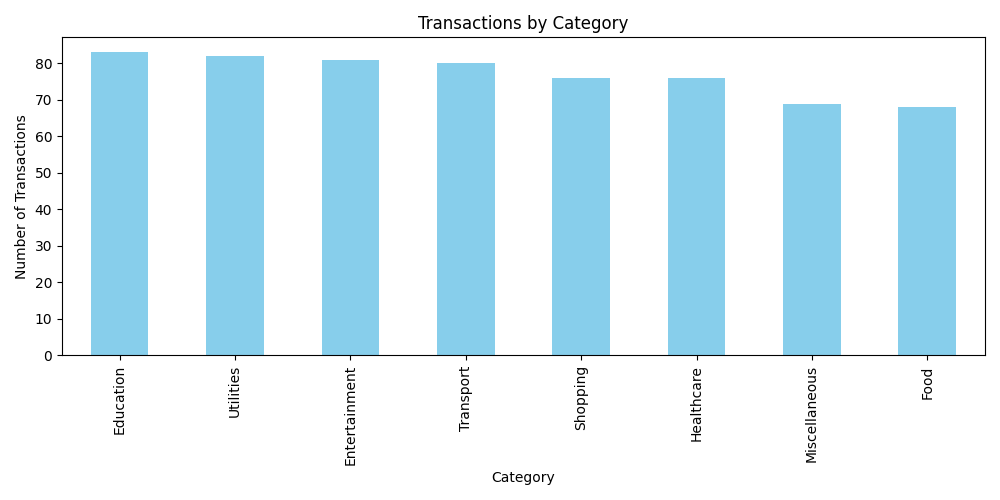 Transactions by Category
Number of Transactions
80
70
60
50
40
30
20
10
0
Education
Utilities
Entertainment
Transport
Shopping
Healthcare
Miscellaneous
Food
Category